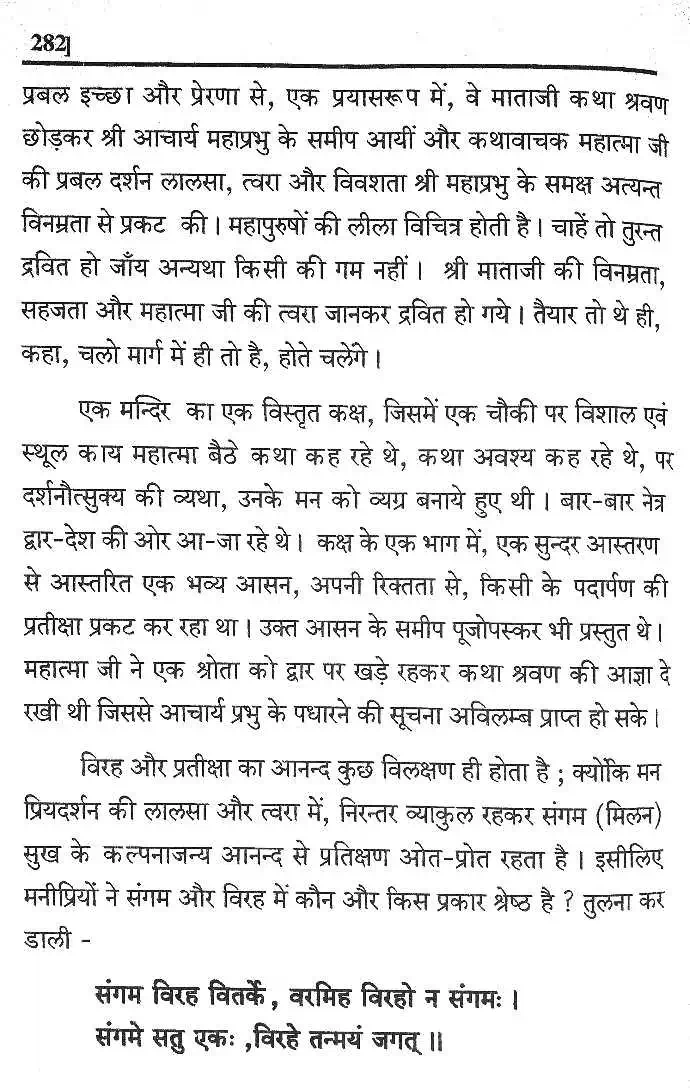 282]
प्रबल इच्छा और प्रेरणा से, एक प्रयासरूप में, वे माताजी कथा श्रवण
छोड़कर श्री आचार्य महाप्रभु के समीप आयीं और कथावाचक महात्मा जी
की प्रबल दर्शन लालसा, त्वरा और विवशता श्री महाप्रभु के समक्ष अत्यन्त
विनम्रता से प्रकट की। महापुरुषों की लीला विचित्र होती है। चाहें तो तुरन्त
द्रवित हो जाँय अन्यथा किसी की गम नहीं। श्री माताजी की विनम्रता,
सहजता और महात्मा जी की त्वरा जानकर द्रवित हो गये। तैयार तो थे ही,
कहा, चलो मार्ग में ही तो है, होते चलेंगे।
एक मन्दिर का एक विस्तृत कक्ष, जिसमें एक चौकी पर विशाल एवं
स्थूल काय महात्मा बैठे कथा कह रहे थे, कथा अवश्य कह रहे थे, पर
दर्शनौत्सुक्य की व्यथा, उनके मन को व्यग्र बनाये हुए थी। बार-बार नेत्र
द्वार-देश की ओर आ-जा रहे थे। कक्ष के एक भाग में, एक सुन्दर आस्तरण
से आस्तरित एक भव्य आसन, अपनी रिक्तता से, किसी के पदार्पण की
प्रतीक्षा प्रकट कर रहा था। उक्त आसन के समीप पूजोपस्कर भी प्रस्तुत थे।
महात्मा जी ने एक श्रोता को द्वार पर खड़े रहकर कथा श्रवण की आज्ञा दे
रखी थी जिससे आचार्य प्रभु के पधारने की सूचना अविलम्ब प्राप्त हो सके।
विरह और प्रतीक्षा का आनन्द कुछ विलक्षण ही होता है ; क्योंकि मन
प्रियदर्शन की लालसा और त्वरा में, निरन्तर व्याकुल रहकर संगम (मिलन)
सुख के कल्पनाजन्य आनन्द से प्रतिक्षण ओत-प्रोत रहता है। इसीलिए
मनीप्रियों ने संगम और विरह में कौन और किस प्रकार श्रेष्ठ है ? तुलना कर
डाली -
संगम विरह वितर्के, वरमिह विरहो न संगमः।
संगमे सतु एकः ,विरहे तन्मयं जगत्॥